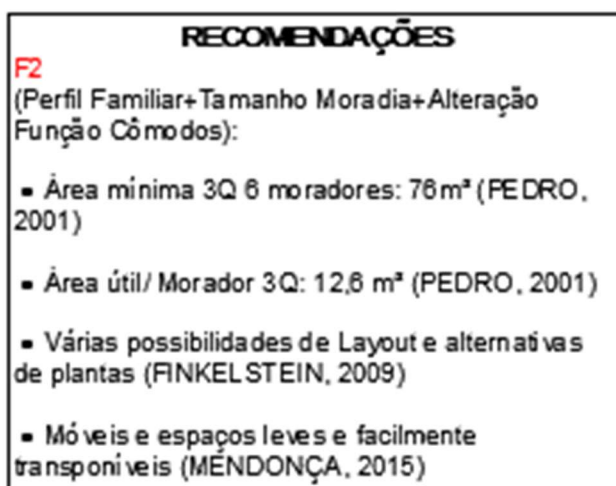 RECOMENDAÇÕES
F2
(Perfil Familiar+Tamanho Moradia+Alteração
Função Cômodos):
▪ Área mínima 3Q 6 moradores: 76m² (PEDRO,
2001)
▪ Área útil/ Morador 3Q: 12,6 m² (PEDRO, 2001)
▪ Várias possibilidades de Layout e alternativas
de plantas (FINKELSTEIN, 2009)
▪ Móveis e espaços leves e facilmente
transponíveis (MENDONÇA, 2015)